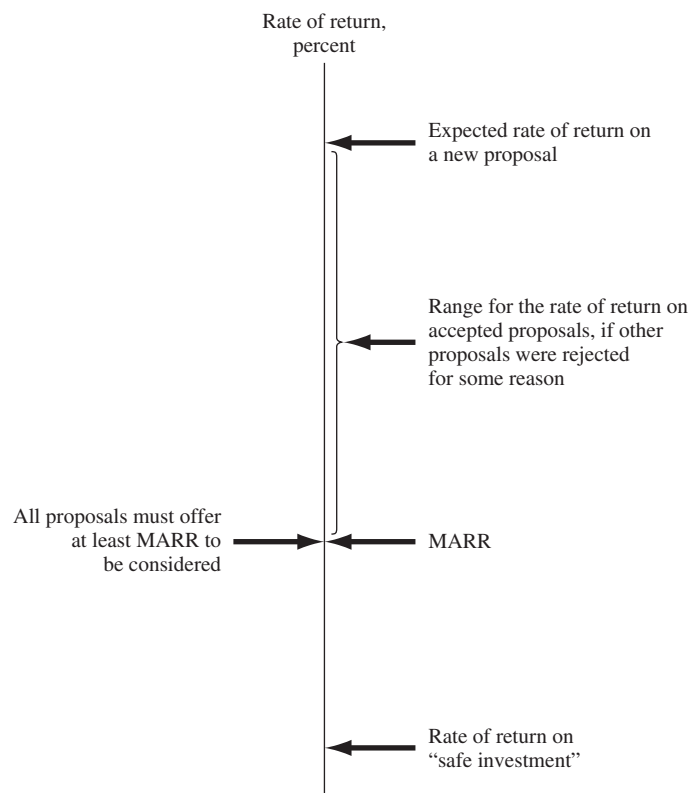 Rate of return,
percent
Expected rate of return on
a new proposal
Range for the rate of return on
accepted proposals, if other
proposals were rejected
for some reason
All proposals must offer
at least MARR to
be considered
MARR
Rate of return on
“safe investment”